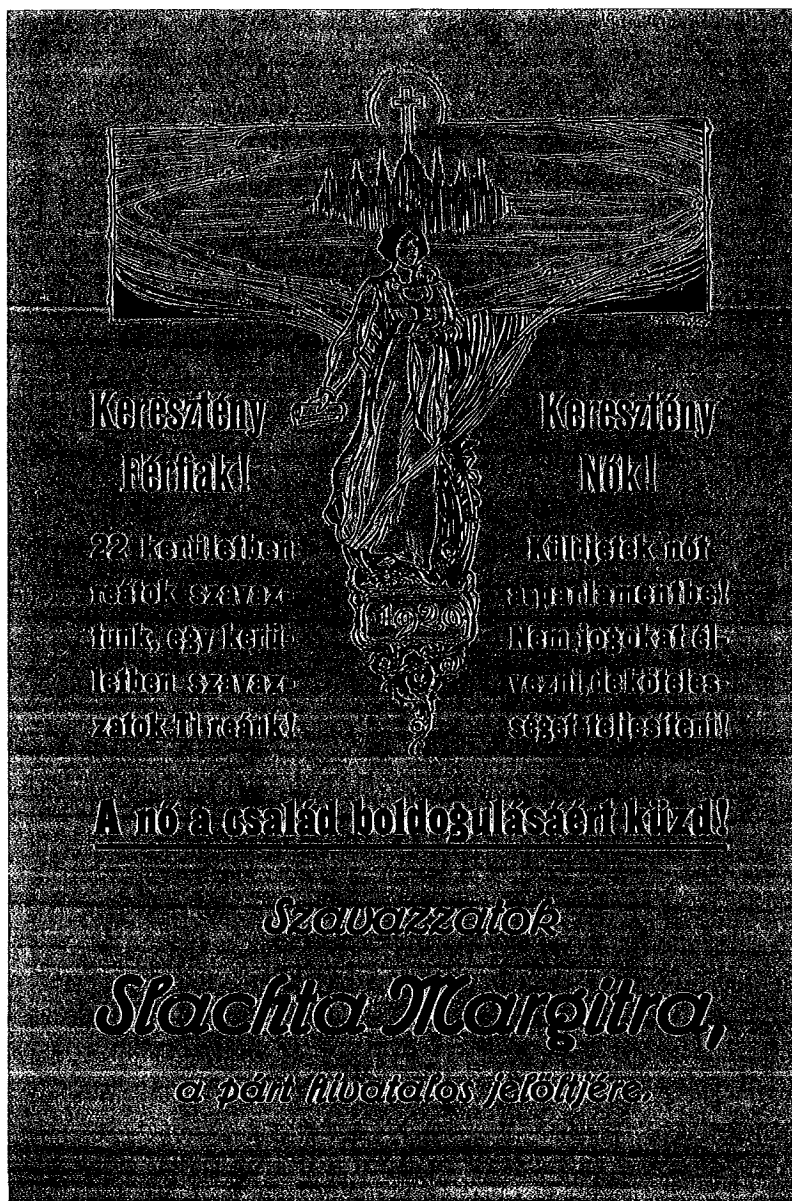 Keresztény
Férfiak!
22 kerületben
reátok szavaz-
tunk, egy kerü-
letben szavaz-
zatok Ti reánk!
1920
Keresztény
Nők!
Küldjetek nőt
a parlamentbe!
Nem jogokat él-
vezni, de köteles-
séget teljesíteni!
A nő a család boldogulásáért küzd!
Szavazzatok
Slachta Margitra,
a párt hivatalos jelöltjére.